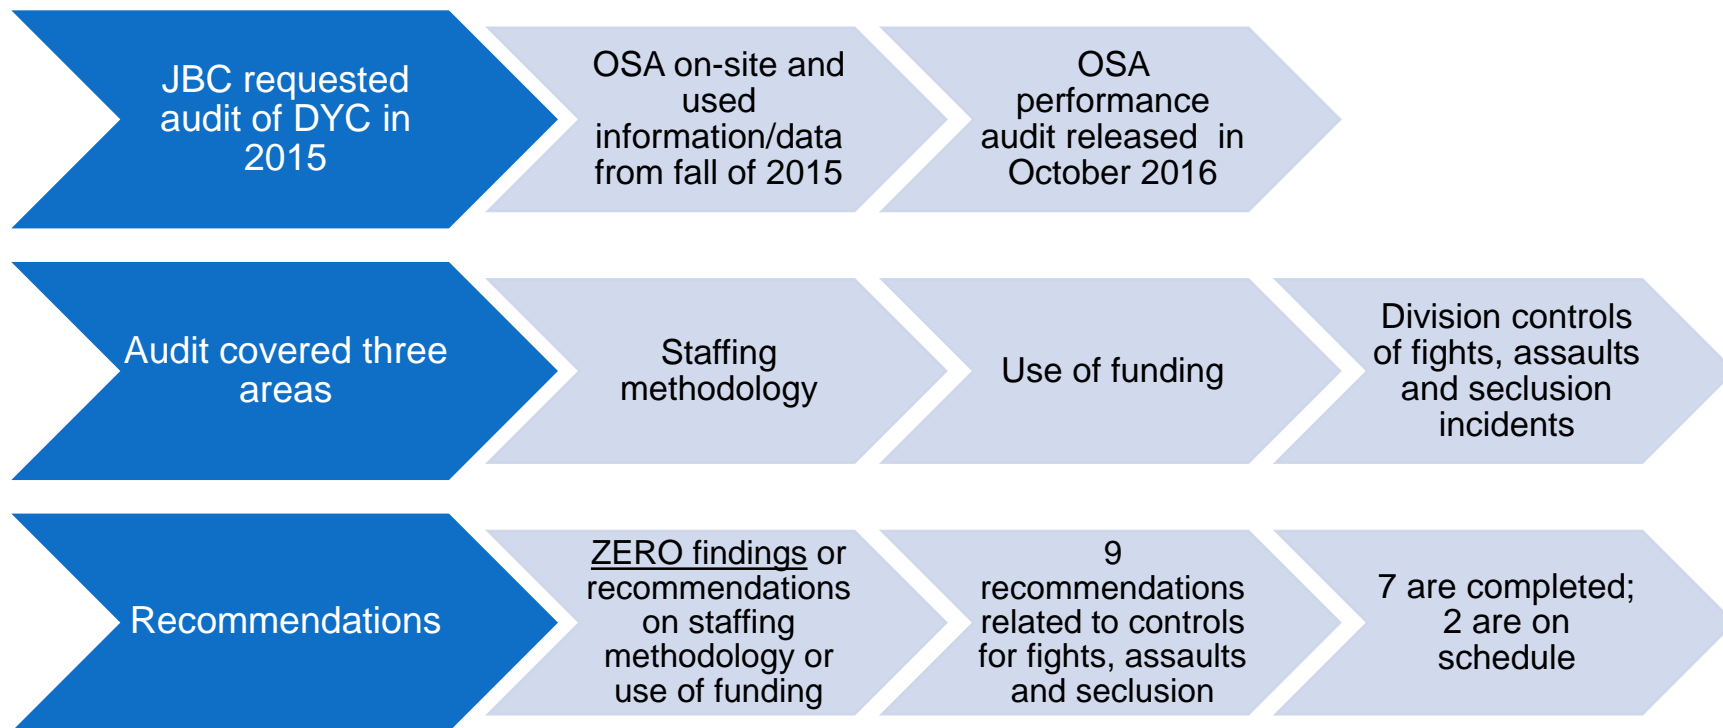 JBC requested
audit of DYC in
2015
OSA on-site and
used
information/data
from fall of 2015
OSA
performance
audit released in
October 2016
Audit covered three
areas
Staffing
methodology
Use of funding
Division controls
of fights, assaults
and seclusion
incidents
Recommendations
ZERO findings or
recommendations
on staffing
methodology or
use of funding
9
recommendations
related to controls
for fights, assaults
and seclusion
7 are completed;
2 are on
schedule